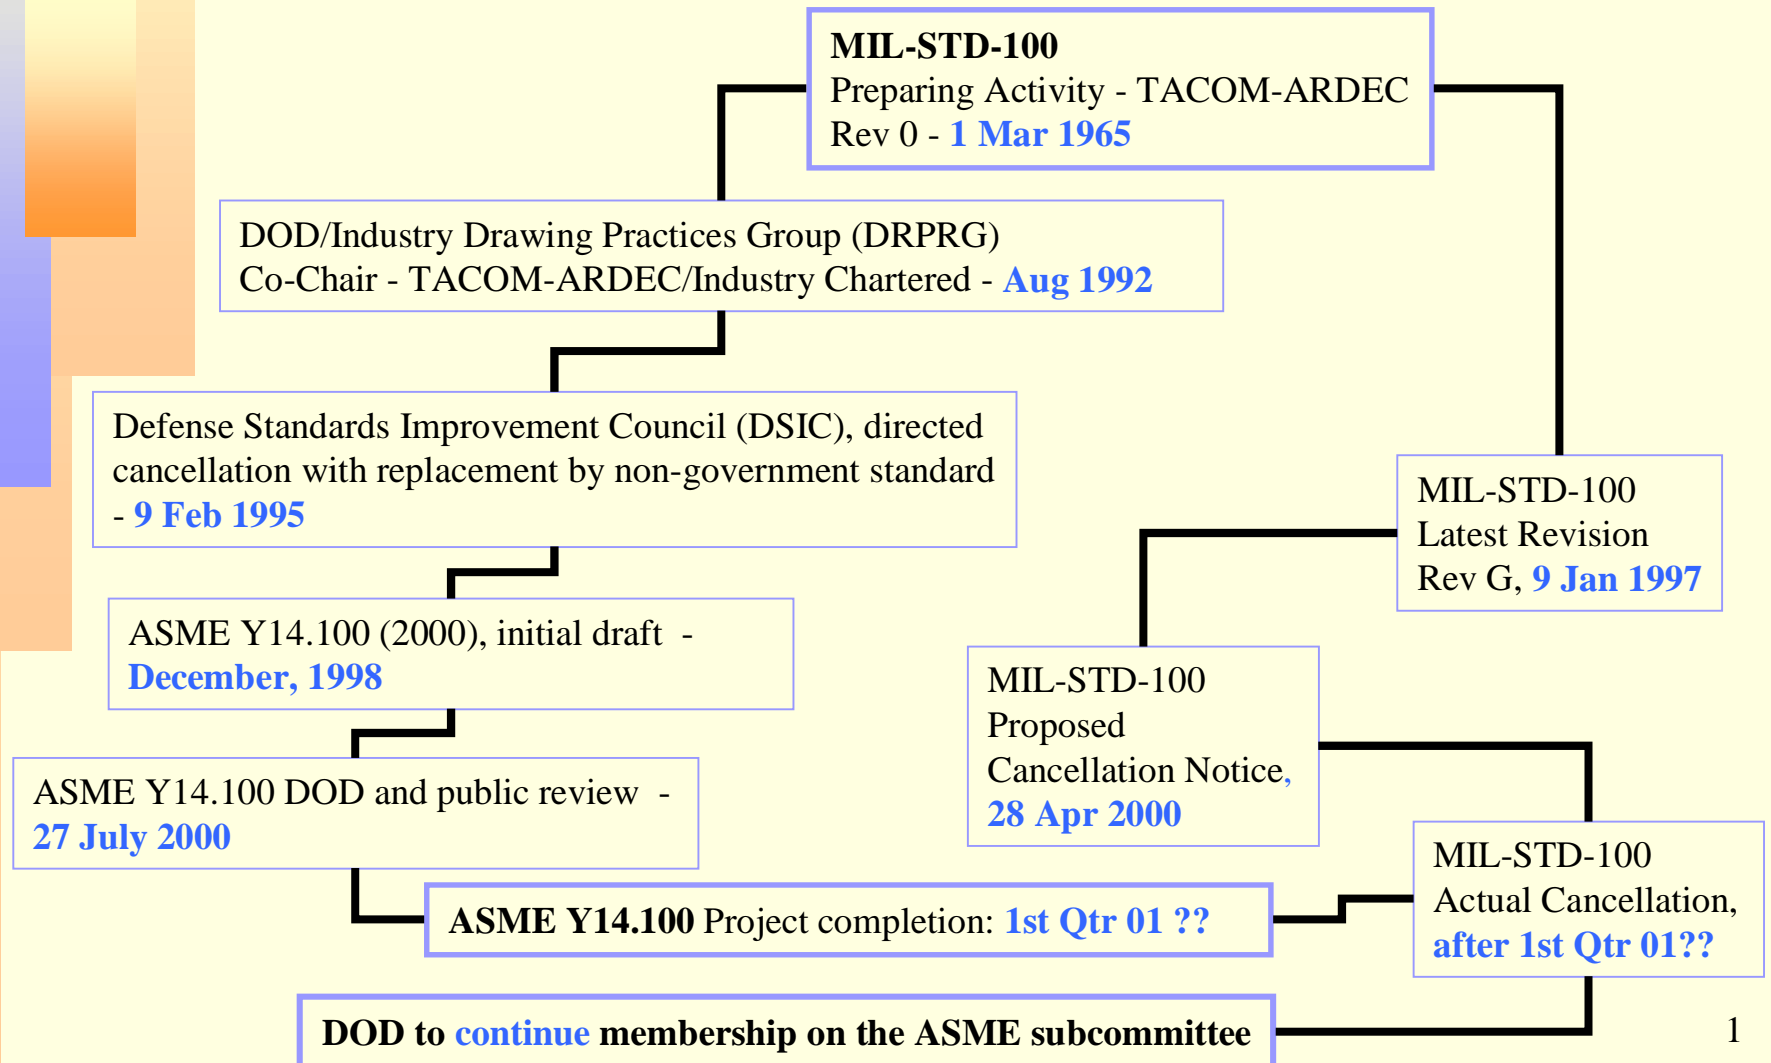 MIL-STD-100
Preparing Activity - TACOM-ARDEC
Rev 0 - 1 Mar 1965
DOD/Industry Drawing Practices Group (DRPRG)
Co-Chair - TACOM-ARDEC/Industry Chartered - Aug 1992
Defense Standards Improvement Council (DSIC), directed
cancellation with replacement by non-government standard
- 9 Feb 1995
MIL-STD-100
Latest Revision
Rev G, 9 Jan 1997
ASME Y14.100 (2000), initial draft -
December, 1998
MIL-STD-100
Proposed
Cancellation Notice,
28 Apr 2000
ASME Y14.100 DOD and public review -
27 July 2000
MIL-STD-100
Actual Cancellation,
after 1st Qtr 01??
ASME Y14.100 Project completion: 1st Qtr 01 ??
DOD to continue membership on the ASME subcommittee
1